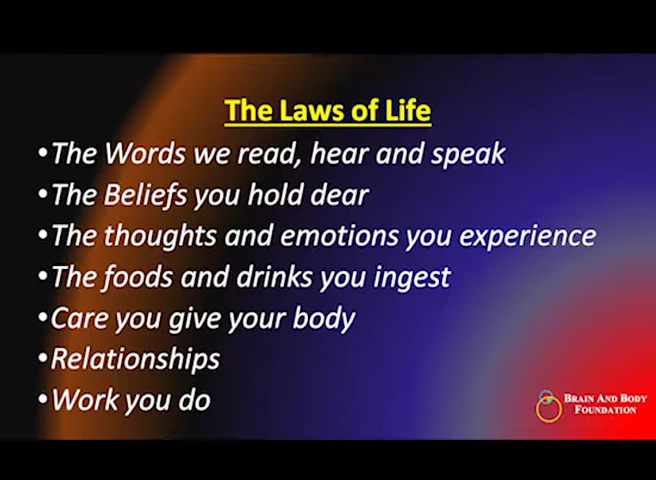 The Laws of Life
•The Words we read, hear and speak
•The Beliefs you hold dear
•The thoughts and emotions you experience
•The foods and drinks you ingest
•Care you give your body
•Relationships
•Work you do
BRAIN AND BODY
FOUNDATION